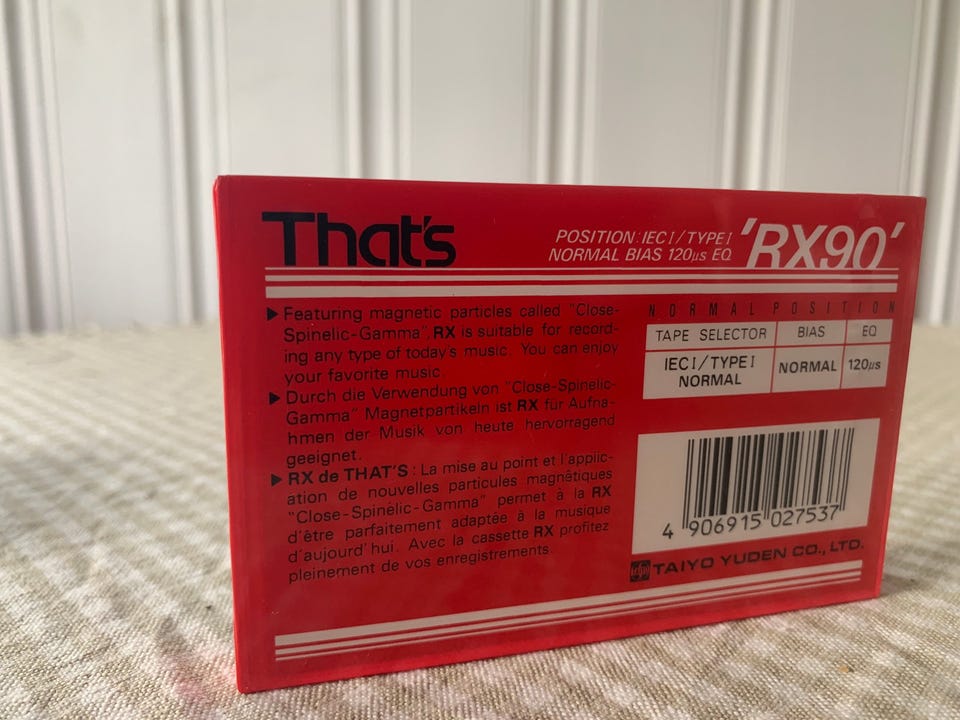 That's
POSITION:IEC I/TYPE I
NORMAL BIAS 120μs EQ
'RX90'
▶Featuring magnetic particles called "Close-
Spinelic-Gamma", RX is suitable for record-
ing any type of today's music. You can enjoy
your favorite music.
▶Durch die Verwendung von "Close-Spinelic-
Gamma" Magnetpartikeln ist RX für Aufna-
hmen der Musik von heute hervorragend
geeignet.
▶RX de THAT'S : La mise au point et l'applic-
ation de nouvelles particules magnétiques
"Close-Spinélic-Gamma" permet à la RX
d'être parfaitement adaptée à la musique
d'aujourd'hui. Avec la cassette RX profitez
pleinement de vos enregistrements.
NORMAL POSITION
TAPE SELECTOR BIAS EQ
IEC I/TYPE I
NORMAL NORMAL 120μs
4 906915 027537
TAIYO YUDEN CO., LTD.